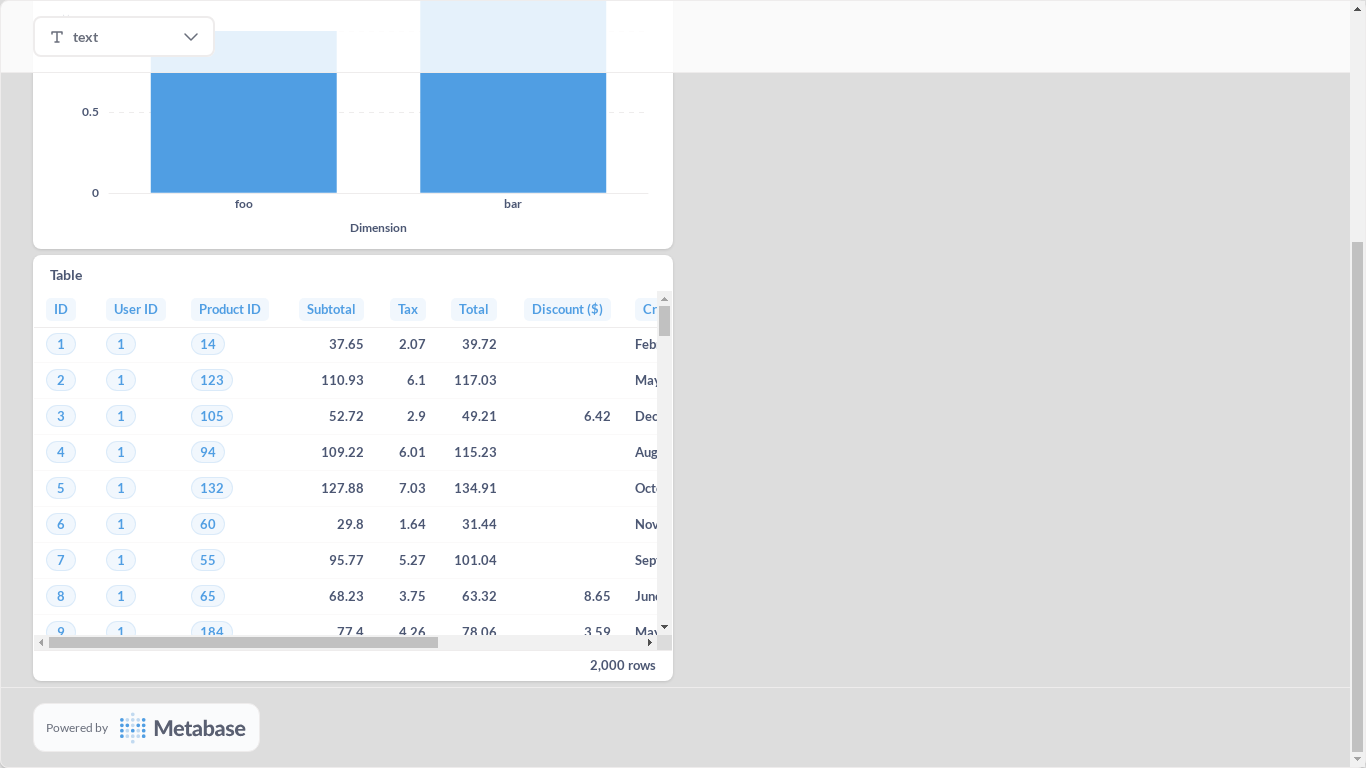 text
0.5
0
foo bar
Dimension
Table
ID User ID Product ID Subtotal Tax Total Discount ($) Cr
1 1 14 37.65 2.07 39.72 Feb
2 1 123 110.93 6.1 117.03 May
3 1 105 52.72 2.9 49.21 6.42 Dec
4 1 94 109.22 6.01 115.23 Aug
5 1 132 127.88 7.03 134.91 Oct
6 1 60 29.8 1.64 31.44 Nov
7 1 55 95.77 5.27 101.04 Sep
8 1 65 68.23 3.75 63.32 8.65 June
9 1 184 77.4 4.26 78.06 3.59 May
2,000 rows
Powered by Metabase